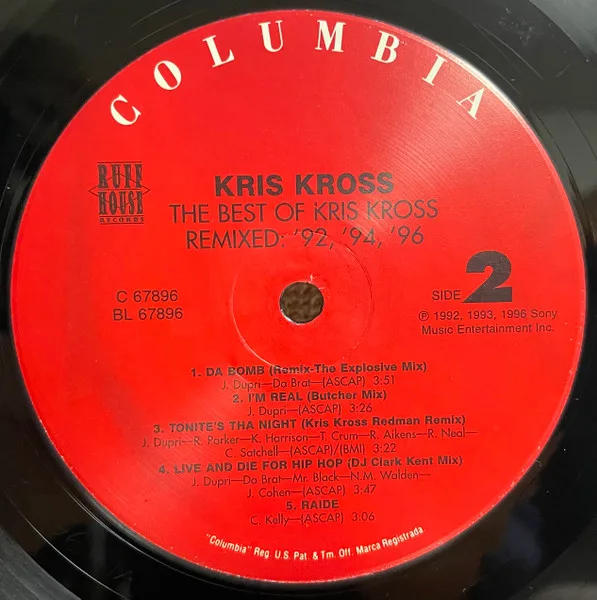 COLUMBIA
RUFF
HOUSE
RECORDS
KRIS KROSS
THE BEST OF KRIS KROSS
REMIXED: '92, '94, '96
C 67896
BL 67896
SIDE 2
℗ 1992, 1993, 1996 Sony
Music Entertainment Inc.
1. DA BOMB (Remix-The Explosive Mix)
J. Dupri—Da Brat—(ASCAP) 3:51
2. I'M REAL (Butcher Mix)
J. Dupri—(ASCAP) 3:26
3. TONITE'S THA NIGHT (Kris Kross Redman Remix)
J. Dupri—R. Parker—K. Harrison—T. Crum—R. Aikens—R. Neal—
C. Satchell—(ASCAP)/(BMI) 3:22
4. LIVE AND DIE FOR HIP HOP (DJ Clark Kent Mix)
J. Dupri—Da Brat—Mr. Black—N.M. Walden—
J. Cohen—(ASCAP) 3:47
5. RAIDE
C. Kelly—(ASCAP) 3:06
"Columbia" Reg. U.S. Pat. & Tm. Off. Marca Registrada.